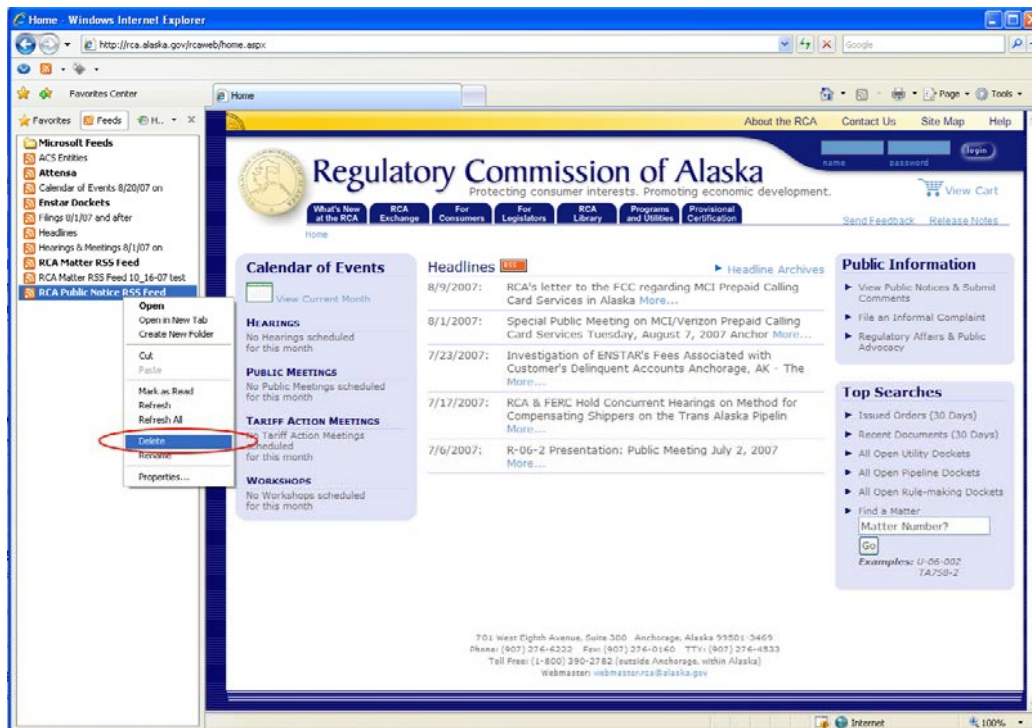 Home - Windows Internet Explorer
http://rca.alaska.gov/rcaweb/home.aspx
Google
Favorites Center
Home
Page
Tools
Favorites
Feeds
H..
Microsoft Feeds
ACS Entities
Attensa
Calendar of Events 8/20/07 on
Enstar Dockets
Filings 8/1/07 and after
Headlines
Hearings & Meetings 8/1/07 on
RCA Matter RSS Feed
RCA Matter RSS Feed 10_16-07 test
RCA Public Notice RSS Feed
Open
Open in New Tab
Create New Folder
Cut
Paste
Mark as Read
Refresh
Refresh All
Delete
Rename
Properties...
About the RCA
Contact Us
Site Map
Help
name
password
login
View Cart
Send Feedback
Release Notes
Regulatory Commission of Alaska
Protecting consumer interests. Promoting economic development.
What's New at the RCA
RCA Exchange
For Consumers
For Legislators
RCA Library
Programs and Utilities
Provisional Certification
Home
Calendar of Events
View Current Month
HEARINGS
No Hearings scheduled
for this month
PUBLIC MEETINGS
No Public Meetings scheduled
for this month
TARIFF ACTION MEETINGS
No Tariff Action Meetings
scheduled
for this month
WORKSHOPS
No Workshops scheduled
for this month
Headlines RSS
Headline Archives
8/9/2007: RCA's letter to the FCC regarding MCI Prepaid Calling
Card Services in Alaska More...
8/1/2007: Special Public Meeting on MCI/Verizon Prepaid Calling
Card Services Tuesday, August 7, 2007 Anchor More...
7/23/2007: Investigation of ENSTAR's Fees Associated with
Customer's Delinquent Accounts Anchorage, AK - The
More...
7/17/2007: RCA & FERC Hold Concurrent Hearings on Method for
Compensating Shippers on the Trans Alaska Pipelin
More...
7/6/2007: R-06-2 Presentation: Public Meeting July 2, 2007
More...
Public Information
View Public Notices & Submit
Comments
File an Informal Complaint
Regulatory Affairs & Public
Advocacy
Top Searches
Issued Orders (30 Days)
Recent Documents (30 Days)
All Open Utility Dockets
All Open Pipeline Dockets
All Open Rule-making Dockets
Find a Matter
Matter Number?
Go
Examples: U-06-002
TA758-2
701 West Eighth Avenue, Suite 300 Anchorage, Alaska 99501-3469
Phone: (907) 276-6222 Fax: (907) 276-0160 TTY: (907) 276-4533
Toll Free: (1-800) 390-2782 (outside Anchorage, within Alaska)
Webmaster: webmaster.rca@alaska.gov
Internet
100%